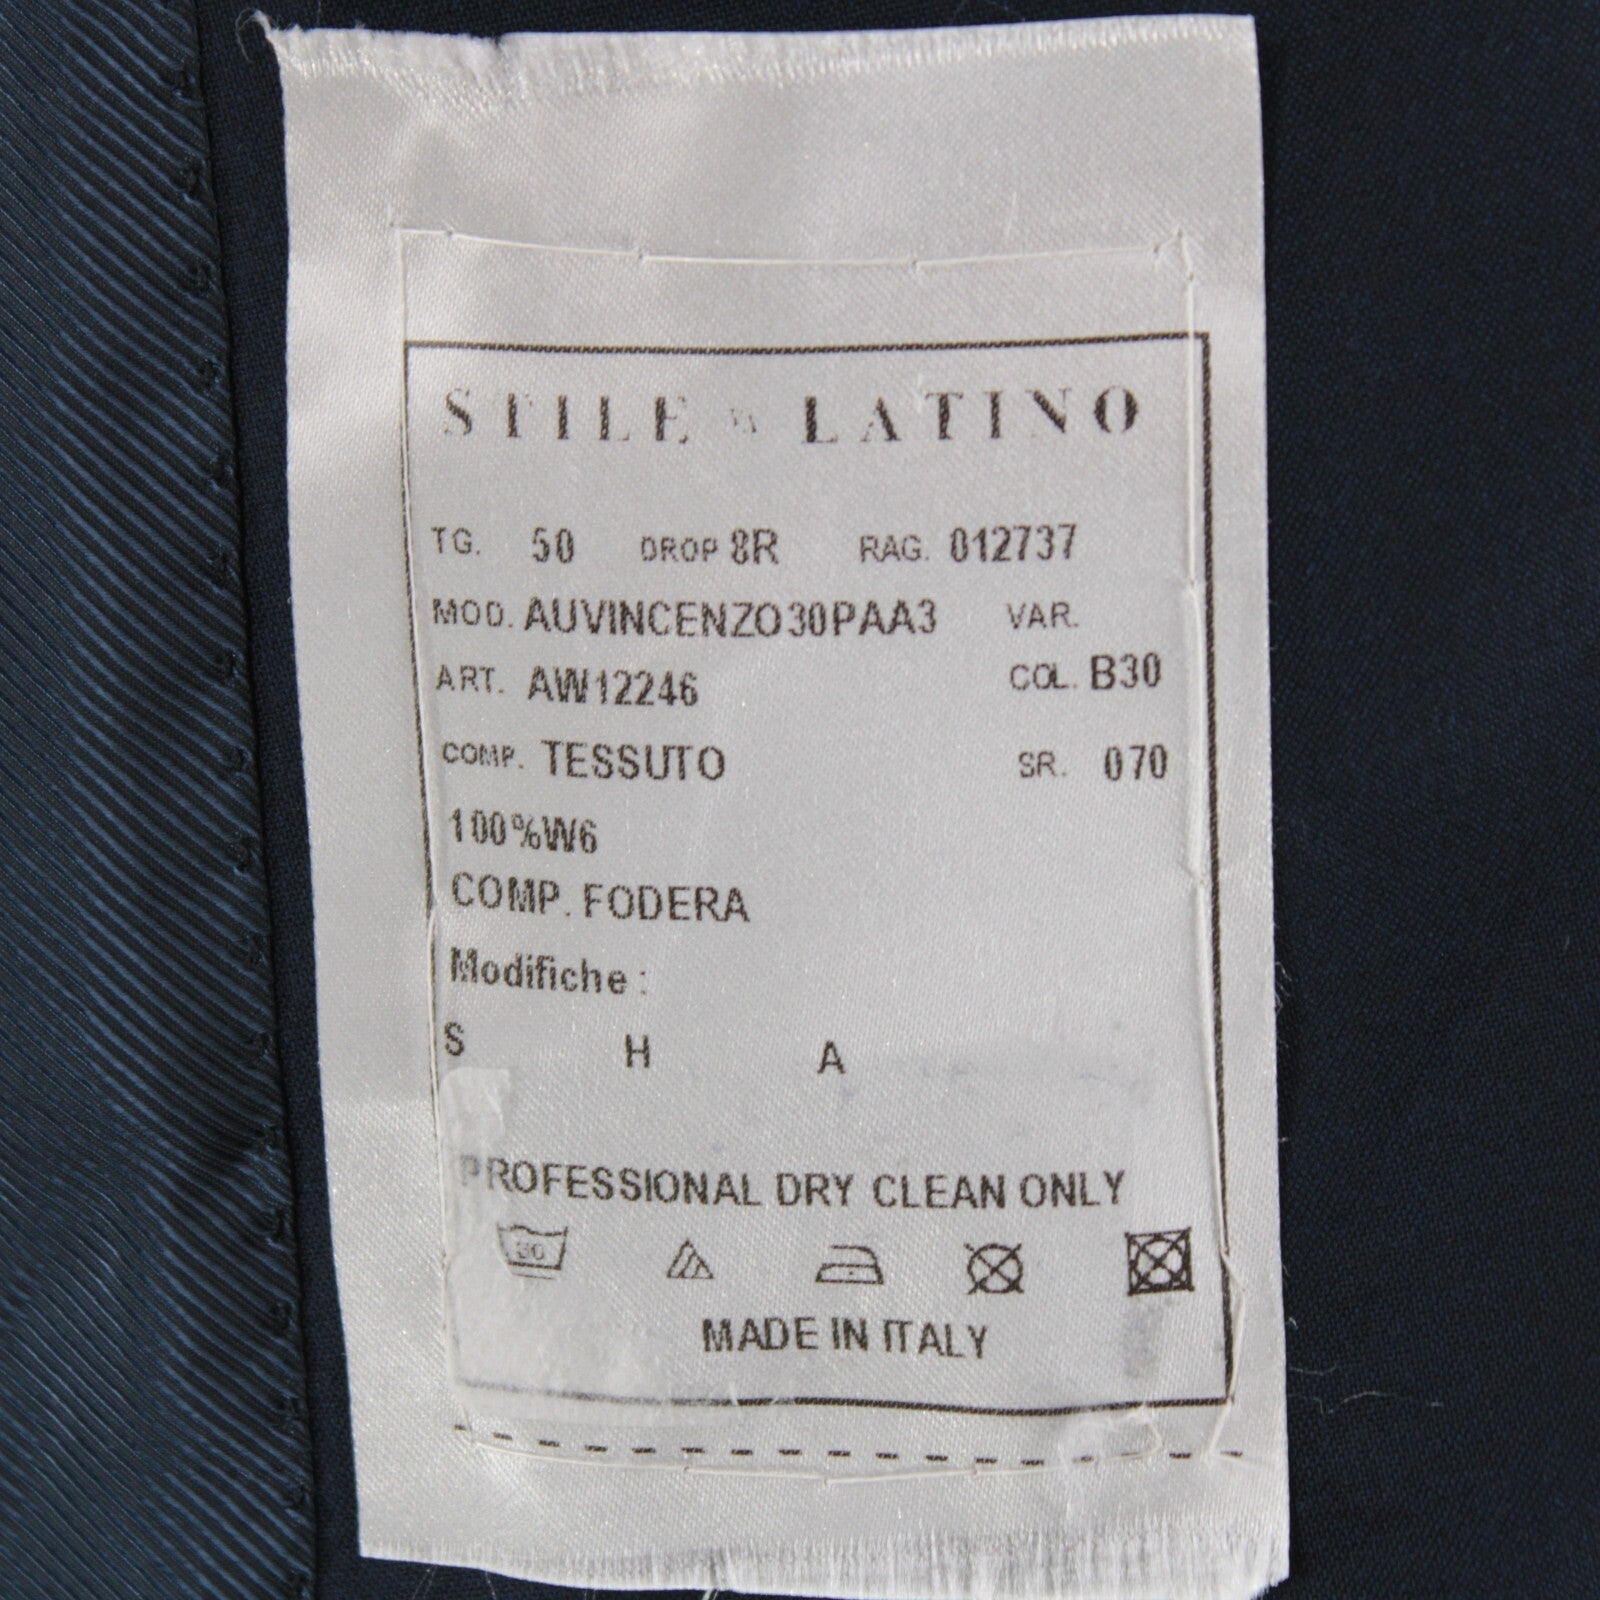 STILE LATINO
TG. 50 DROP 8R RAG. 012737
MOD. AUVINCENZO30PAA3 VAR.
ART. AW12246 COL. B30
COMP. TESSUTO SR. 070
100%W6
COMP. FODERA
Modifiche :
S H A
PROFESSIONAL DRY CLEAN ONLY
30
MADE IN ITALY